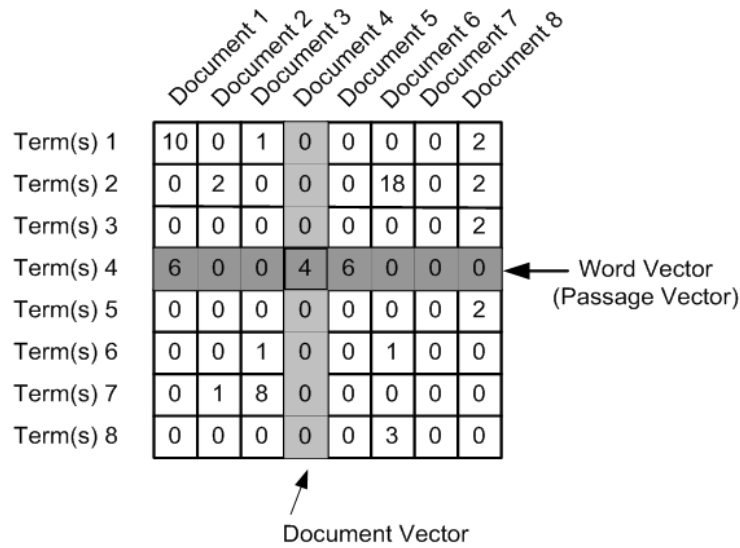 Document 1 Document 2 Document 3 Document 4 Document 5 Document 6 Document 7 Document 8
Term(s) 1 10 0 1 0 0 0 0 2
Term(s) 2 0 2 0 0 0 18 0 2
Term(s) 3 0 0 0 0 0 0 0 2
Term(s) 4 6 0 0 4 6 0 0 0 Word Vector
(Passage Vector)
Term(s) 5 0 0 0 0 0 0 0 2
Term(s) 6 0 0 1 0 0 1 0 0
Term(s) 7 0 1 8 0 0 0 0 0
Term(s) 8 0 0 0 0 0 3 0 0
Document Vector